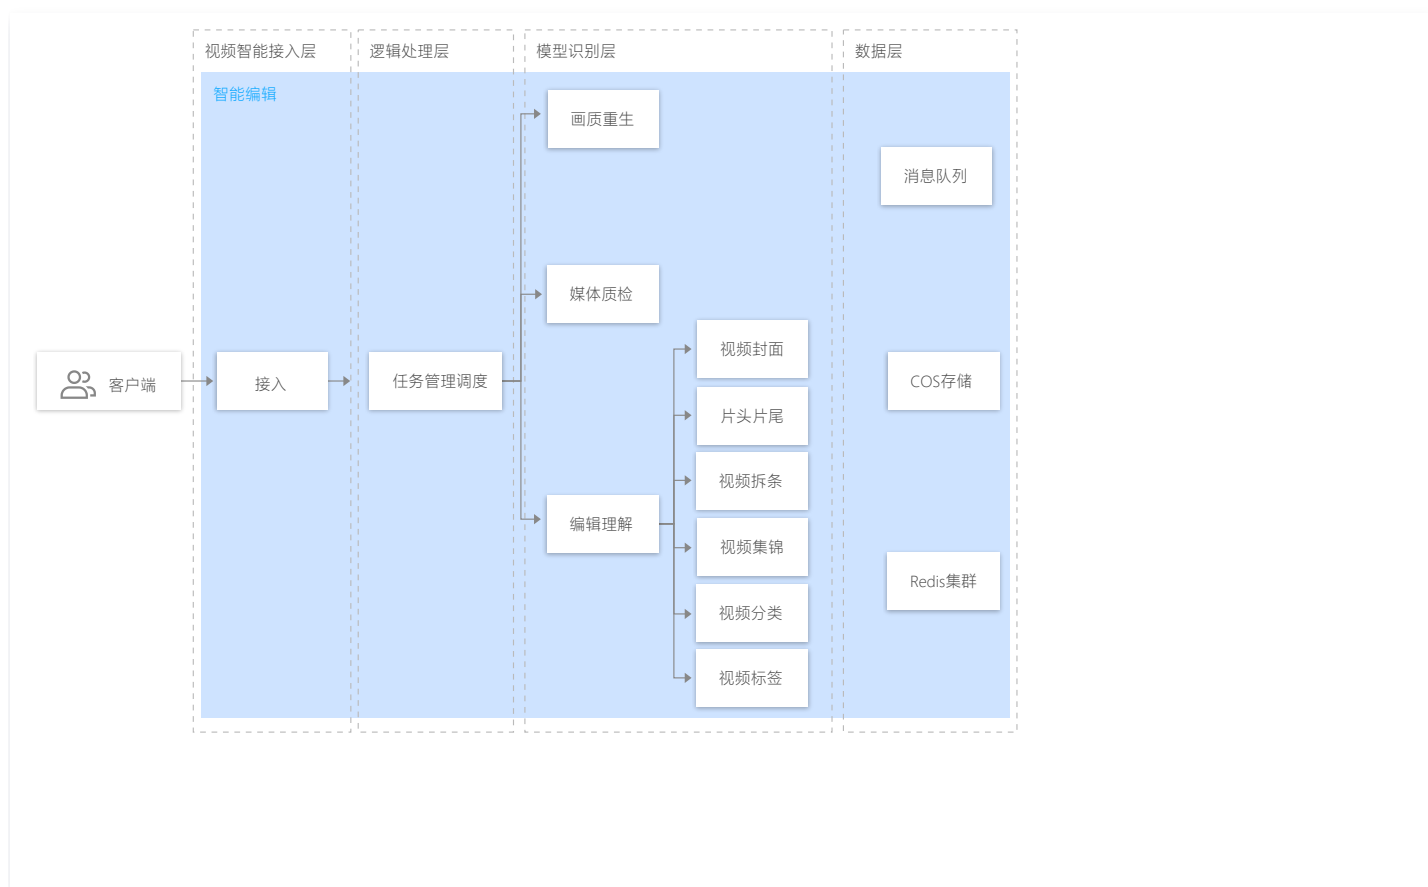 视频智能接入层
逻辑处理层
模型识别层
数据层
智能编辑
画质重生
消息队列
媒体质检
客户端
接入
任务管理调度
视频封面
片头片尾
视频拆条
编辑理解
视频集锦
视频分类
视频标签
COS存储
Redis集群